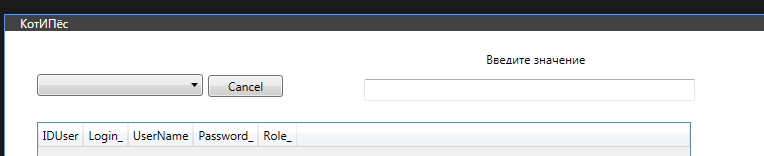 КотИПёс
Введите значение
Cancel
IDUser Login_ UserName Password_ Role_